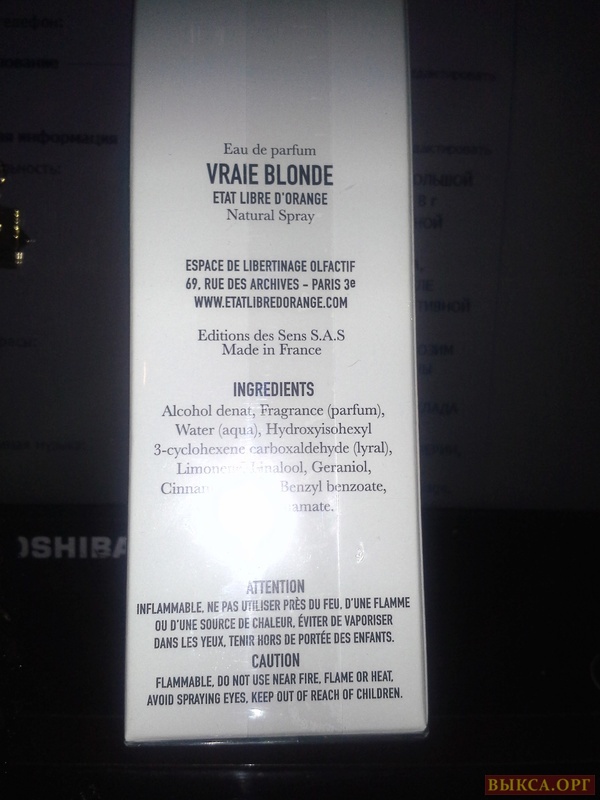 Eau de parfum
VRAIE BLONDE
ETAT LIBRE D'ORANGE
Natural Spray
ESPACE DE LIBERTINAGE OLFACTIF
69, RUE DES ARCHIVES – PARIS 3e
WWW.ETATLIBREDORANGE.COM
Editions des Sens S.A.S
Made in France
INGREDIENTS
Alcohol denat, Fragrance (parfum),
Water (aqua), Hydroxyisohexyl
3-cyclohexene carboxaldehyde (lyral),
Limonene, Linalool, Geraniol,
Benzyl benzoate,
ATTENTION
INFLAMMABLE, NE PAS UTILISER PRÈS DU FEU, D'UNE FLAMME
OU D'UNE SOURCE DE CHALEUR, ÉVITER DE VAPORISER
DANS LES YEUX, TENIR HORS DE PORTÉE DES ENFANTS.
CAUTION
FLAMMABLE, DO NOT USE NEAR FIRE, FLAME OR HEAT,
AVOID SPRAYING EYES, KEEP OUT OF REACH OF CHILDREN.
TOSHIBA
ВЫКСА.ОРГ